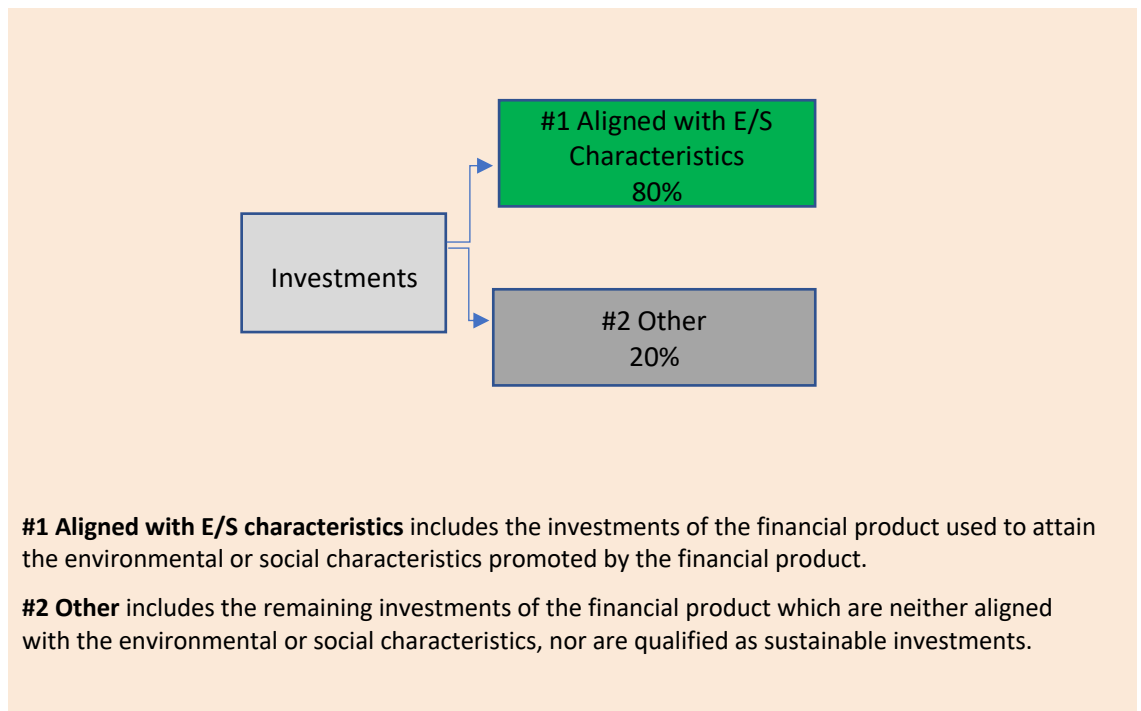 #1 Aligned with E/S
Characteristics
80%
Investments
#2 Other
20%
#1 Aligned with E/S characteristics includes the investments of the financial product used to attain
the environmental or social characteristics promoted by the financial product.
#2 Other includes the remaining investments of the financial product which are neither aligned
with the environmental or social characteristics, nor are qualified as sustainable investments.